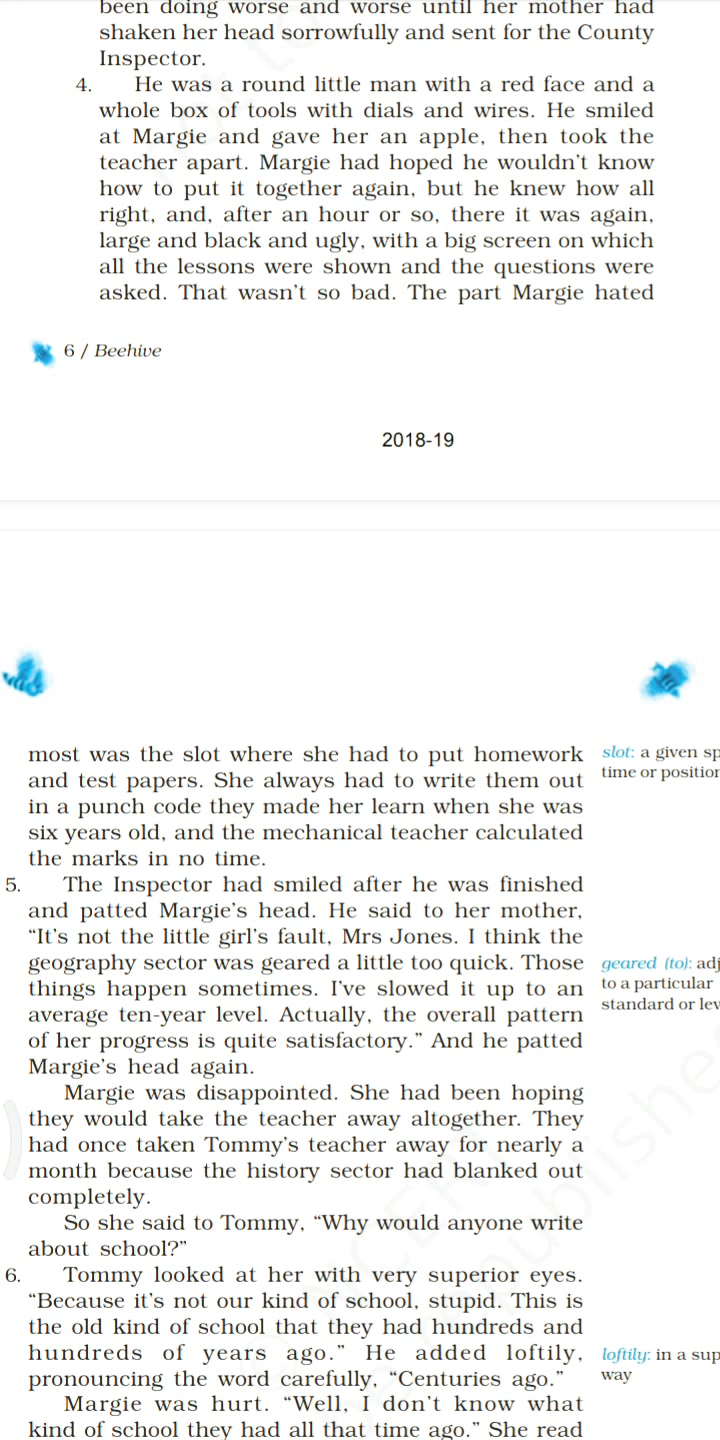 been doing worse and worse until her mother had
shaken her head sorrowfully and sent for the County
Inspector.
4. He was a round little man with a red face and a
whole box of tools with dials and wires. He smiled
at Margie and gave her an apple, then took the
teacher apart. Margie had hoped he wouldn't know
how to put it together again, but he knew how all
right, and, after an hour or so, there it was again,
large and black and ugly, with a big screen on which
all the lessons were shown and the questions were
asked. That wasn't so bad. The part Margie hated
6 / Beehive
2018-19
most was the slot where she had to put homework
and test papers. She always had to write them out
in a punch code they made her learn when she was
six years old, and the mechanical teacher calculated
the marks in no time.
slot: a given sp
time or position
5. The Inspector had smiled after he was finished
and patted Margie's head. He said to her mother,
“It's not the little girl's fault, Mrs Jones. I think the
geography sector was geared a little too quick. Those
things happen sometimes. I've slowed it up to an
average ten-year level. Actually, the overall pattern
of her progress is quite satisfactory.” And he patted
Margie's head again.
geared (to): adj
to a particular
standard or lev
Margie was disappointed. She had been hoping
they would take the teacher away altogether. They
had once taken Tommy's teacher away for nearly a
month because the history sector had blanked out
completely.
So she said to Tommy, “Why would anyone write
about school?”
6. Tommy looked at her with very superior eyes.
“Because it's not our kind of school, stupid. This is
the old kind of school that they had hundreds and
hundreds of years ago.” He added loftily,
pronouncing the word carefully, “Centuries ago.”
loftily: in a sup
way
Margie was hurt. “Well, I don't know what
kind of school they had all that time ago.” She read